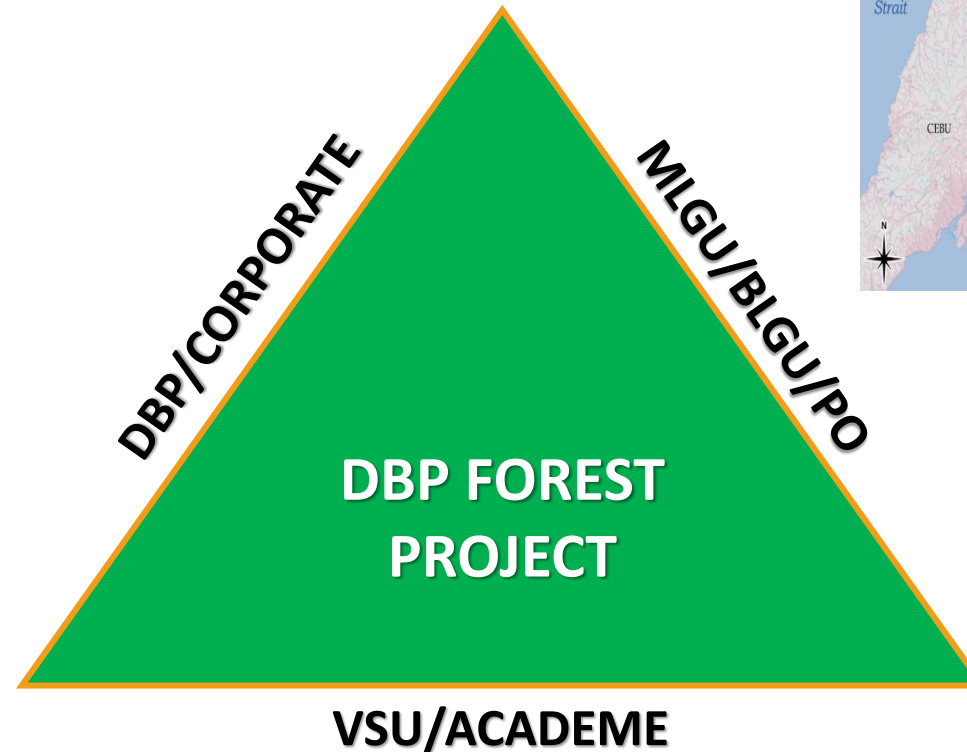 Strait
CEBU
N
DBP/CORPORATE
MLGU/BLGU/PO
DBP FOREST
PROJECT
VSU/ACADEME